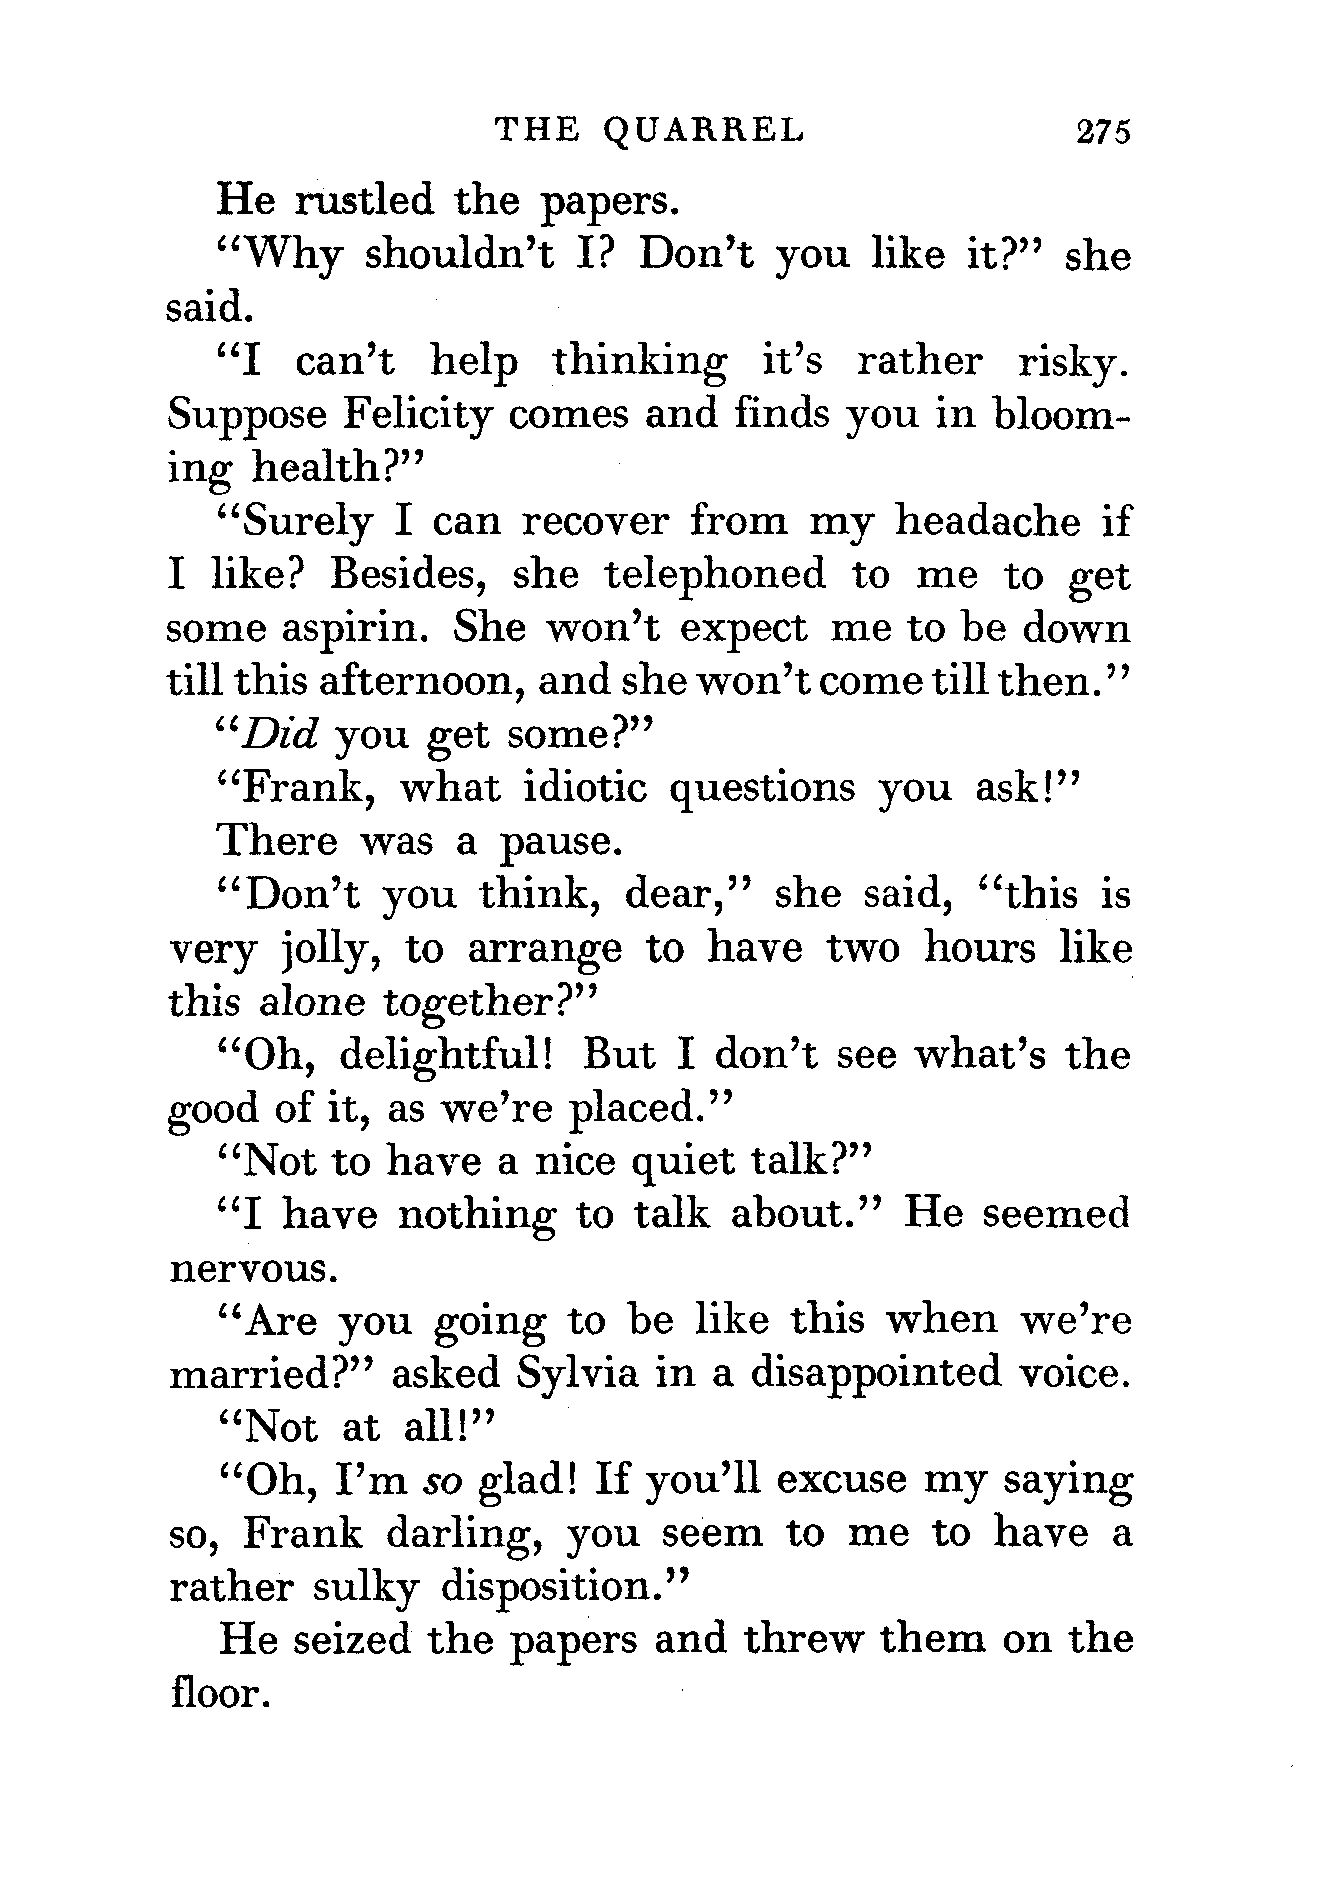 THE QUARREL 275
He rustled the papers.
“Why shouldn’t I? Don’t you like it?” she
said.
“I can’t help thinking it’s rather risky.
Suppose Felicity comes and finds you in bloom-
ing health?”
“Surely I can recover from my headache if
I like? Besides, she telephoned to me to get
some aspirin. She won’t expect me to be down
till this afternoon, and she won’t come till then.”
“Did you get some?”
“Frank, what idiotic questions you ask!”
There was a pause.
“Don’t you think, dear,” she said, “this is
very jolly, to arrange to have two hours like
this alone together?”
“Oh, delightful! But I don’t see what’s the
good of it, as we’re placed.”
“Not to have a nice quiet talk?”
“I have nothing to talk about.” He seemed
nervous.
“Are you going to be like this when we’re
married?” asked Sylvia in a disappointed voice.
“Not at all!”
“Oh, I’m so glad! If you’ll excuse my saying
so, Frank darling, you seem to me to have a
rather sulky disposition.”
He seized the papers and threw them on the
floor.